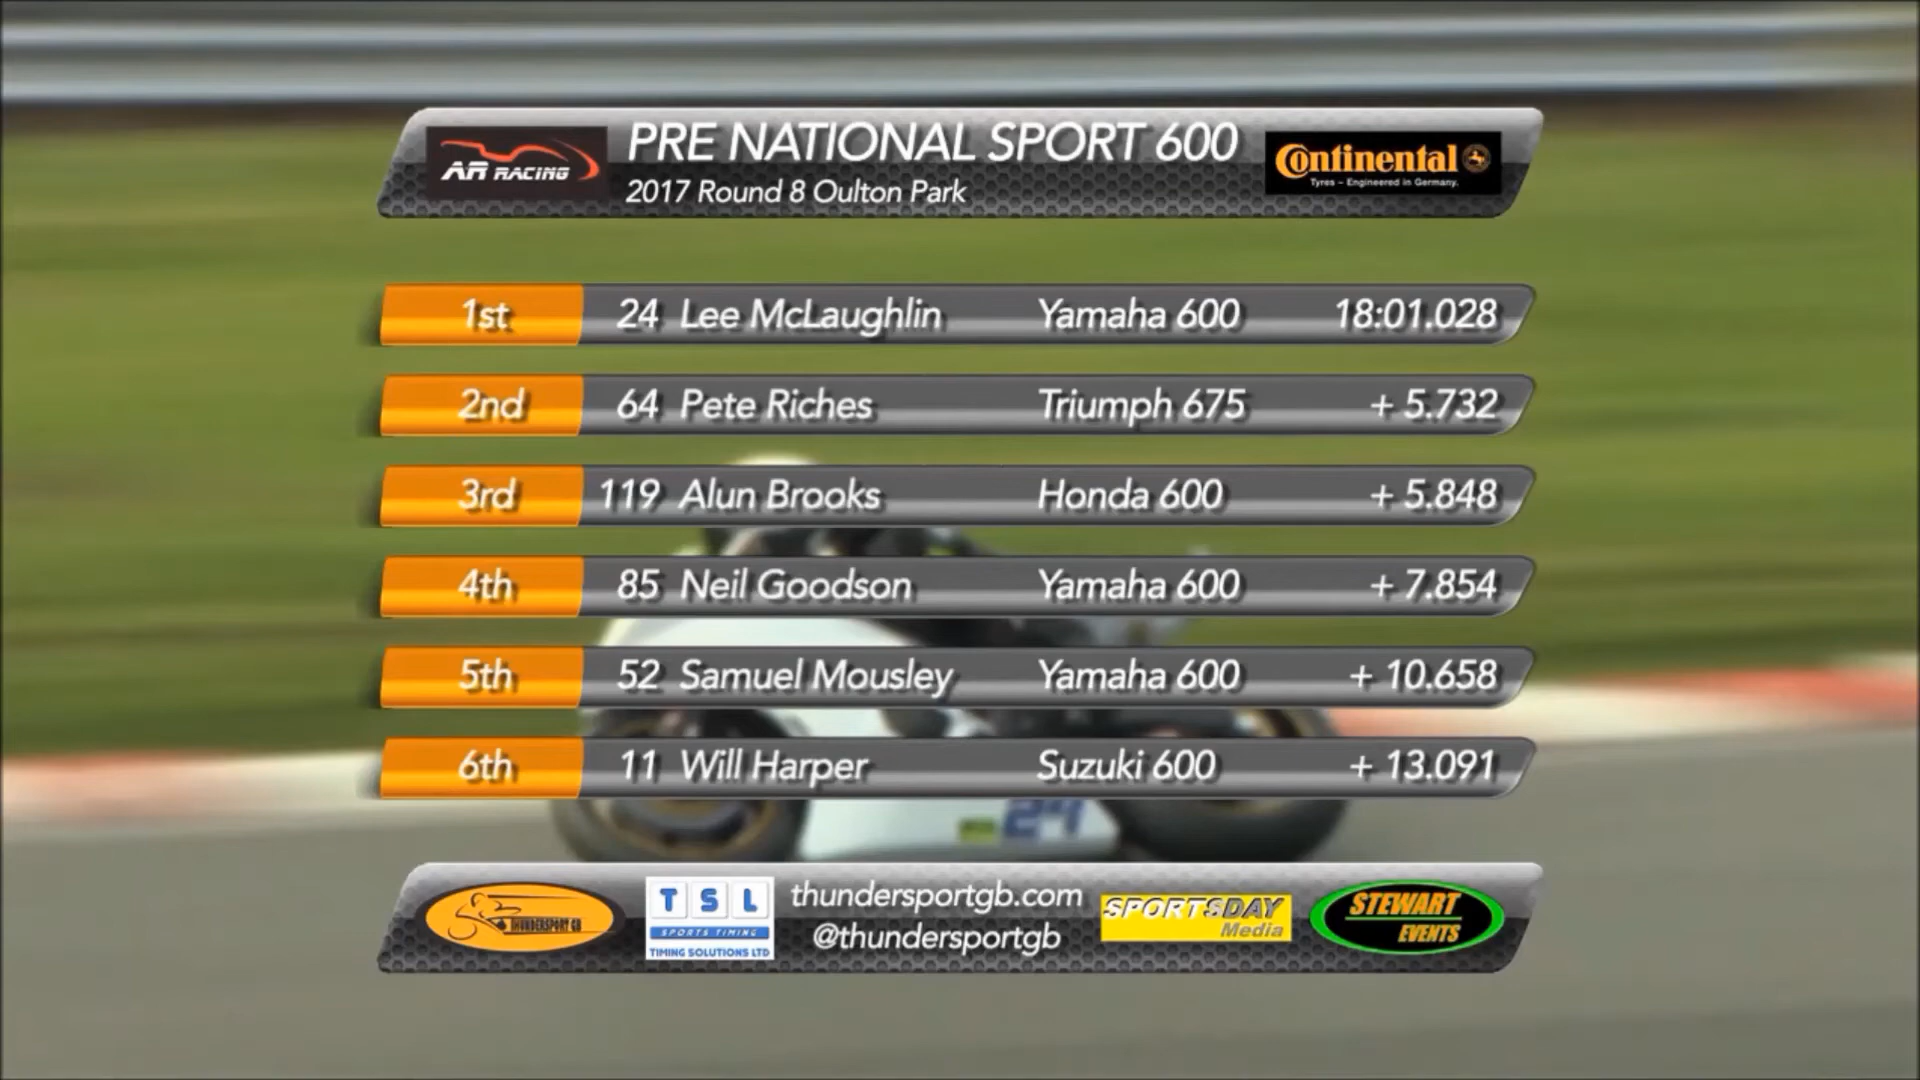 AR RACING
PRE NATIONAL SPORT 600
2017 Round 8 Oulton Park
Continental
Tyres – Engineered in Germany.
1st 24 Lee McLaughlin Yamaha 600 18:01.028
2nd 64 Pete Riches Triumph 675 + 5.732
3rd 119 Alun Brooks Honda 600 + 5.848
4th 85 Neil Goodson Yamaha 600 + 7.854
5th 52 Samuel Mousley Yamaha 600 + 10.658
6th 11 Will Harper Suzuki 600 + 13.091
24
THUNDERSPORT GB
TSL
SPORTS TIMING
TIMING SOLUTIONS LTD
thundersportgb.com
@thundersportgb
SPORTSDAY
Media
STEWART
EVENTS